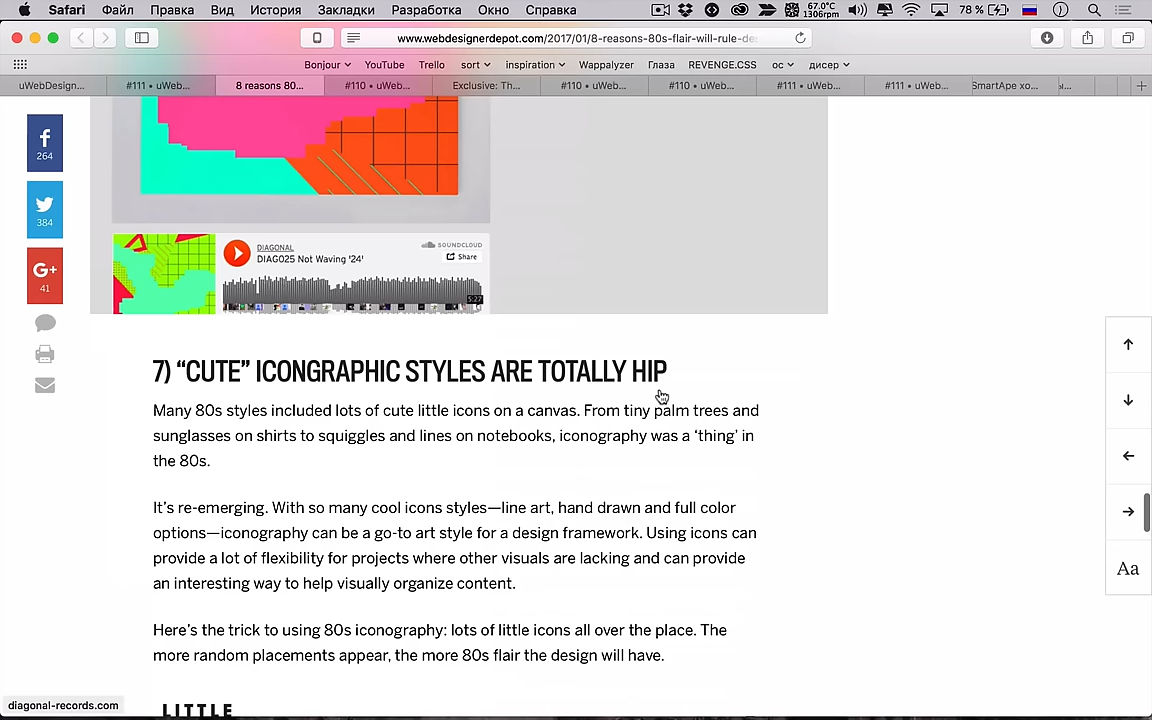 Safari Файл Правка Вид История Закладки Разработка Окно Справка 67.0°C 1306rpm 78 %
www.webdesignerdepot.com/2017/01/8-reasons-80s-flair-will-rule-de
Bonjour YouTube Trello sort inspiration Wappalyzer Глаза REVENGE.CSS ос дисер
uWebDesign... #111 • uWeb... 8 reasons 80... #110 • uWeb... Exclusive: Th... #110 • uWeb... #110 • uWeb... #111 • uWeb... #111 • uWeb... SmartApe хо...
264
384
G+
41
DIAGONAL
DIAG025 Not Waving '24'
SOUNDCLOUD
Share
5:27
7) “CUTE” ICONGRAPHIC STYLES ARE TOTALLY HIP
Many 80s styles included lots of cute little icons on a canvas. From tiny palm trees and
sunglasses on shirts to squiggles and lines on notebooks, iconography was a ‘thing’ in
the 80s.
It’s re-emerging. With so many cool icons styles—line art, hand drawn and full color
options—iconography can be a go-to art style for a design framework. Using icons can
provide a lot of flexibility for projects where other visuals are lacking and can provide
an interesting way to help visually organize content.
Here’s the trick to using 80s iconography: lots of little icons all over the place. The
more random placements appear, the more 80s flair the design will have.
LITTLE
Aa
diagonal-records.com